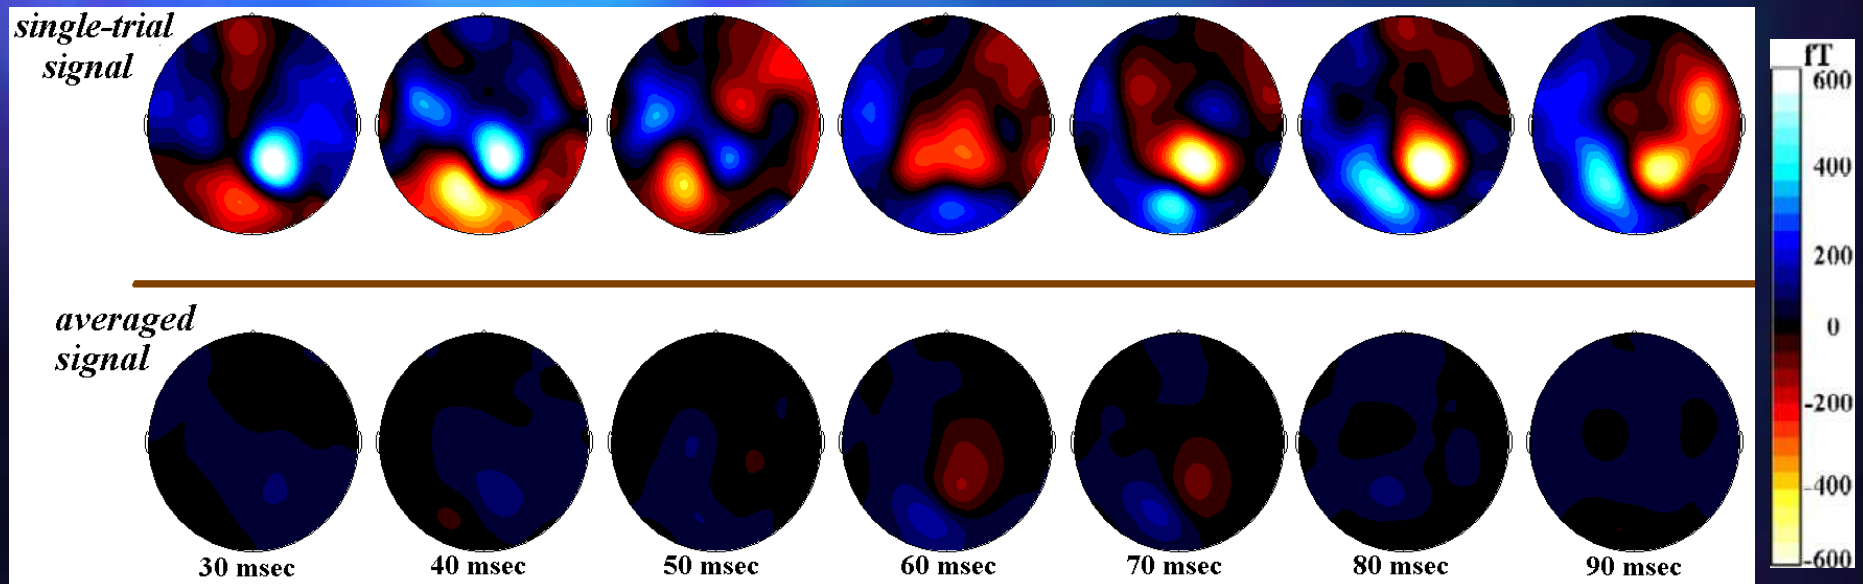 single-trial
signal
averaged
signal
30 msec
40 msec
50 msec
60 msec
70 msec
80 msec
90 msec
fT
600
400
200
0
-200
-400
-600